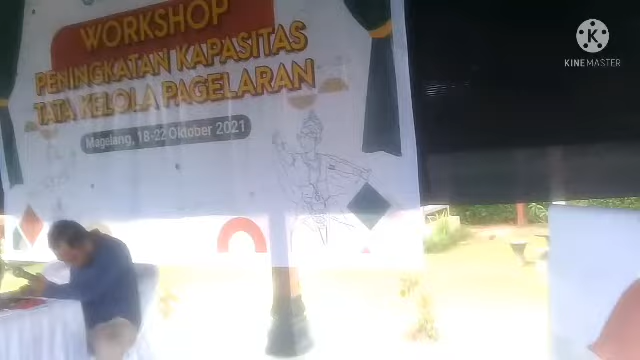 WORKSHOP
PENINGKATAN KAPASITAS
TATA KELOLA PAGELARAN
Magelang, 18-22 Oktober 2021
K
KINEMASTER